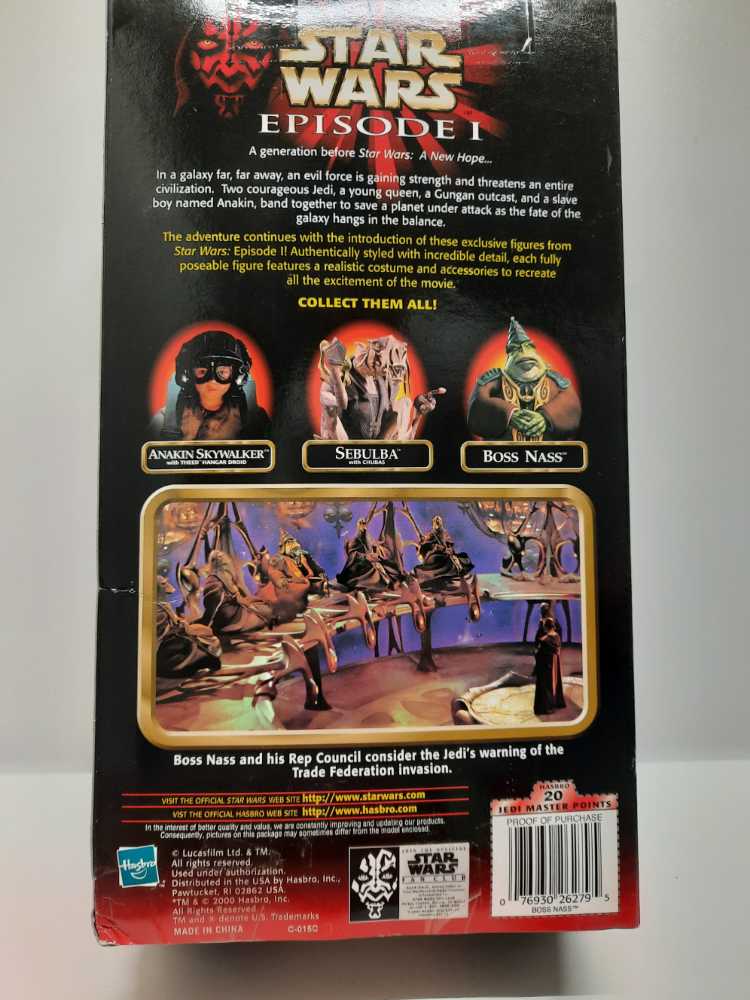 STAR
WARS™
EPISODE I
A generation before Star Wars: A New Hope...
In a galaxy far, far away, an evil force is gaining strength and threatens an entire
civilization. Two courageous Jedi, a young queen, a Gungan outcast, and a slave
boy named Anakin, band together to save a planet under attack as the fate of the
galaxy hangs in the balance.
The adventure continues with the introduction of these exclusive figures from
Star Wars: Episode I! Authentically styled with incredible detail, each fully
poseable figure features a realistic costume and accessories to recreate
all the excitement of the movie.
COLLECT THEM ALL!
ANAKIN SKYWALKER™
with THEED™ HANGAR DROID
SEBULBA™
with CHUBAS
BOSS NASS™
Boss Nass and his Rep Council consider the Jedi's warning of the
Trade Federation invasion.
VISIT THE OFFICIAL STAR WARS WEB SITE http://www.starwars.com
VISIT THE OFFICIAL HASBRO WEB SITE http://www.hasbro.com
In the interest of better quality and value, we are constantly improving and updating our products.
Consequently, pictures on this package may sometimes differ from the model enclosed.
HASBRO
20
JEDI MASTER POINTS
PROOF OF PURCHASE
0 76930 26279 5
BOSS NASS™
Hasbro
© Lucasfilm Ltd. & TM.
All rights reserved.
Used under authorization.
Distributed in the USA by Hasbro, Inc.,
Pawtucket, RI 02862 USA.
*TM & © 2000 Hasbro, Inc.
All Rights Reserved
TM and ® denote U.S. Trademarks
MADE IN CHINA
C-015C
JOIN THE OFFICIAL
STAR
WARS
FAN CLUB